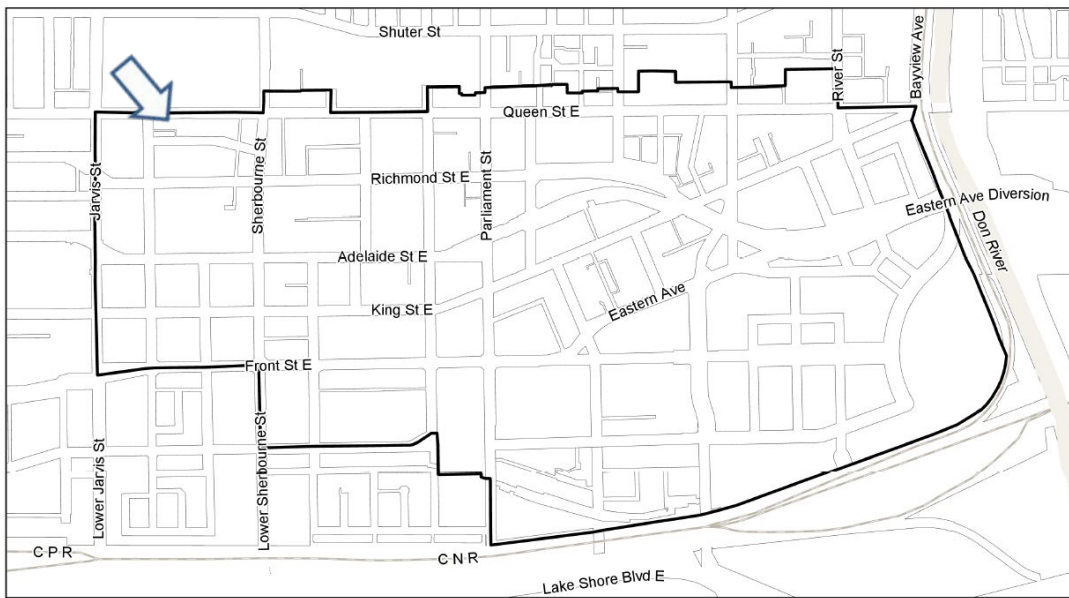 Shuter St
River St
Bayview Ave
Queen St E
Jarvis St
Sherbourne St
Richmond St E
Parliament St
Eastern Ave Diversion
Don River
Adelaide St E
King St E
Eastern Ave
Front St E
Lower Jarvis St
Lower Sherbourne St
C P R
C N R
Lake Shore Blvd E